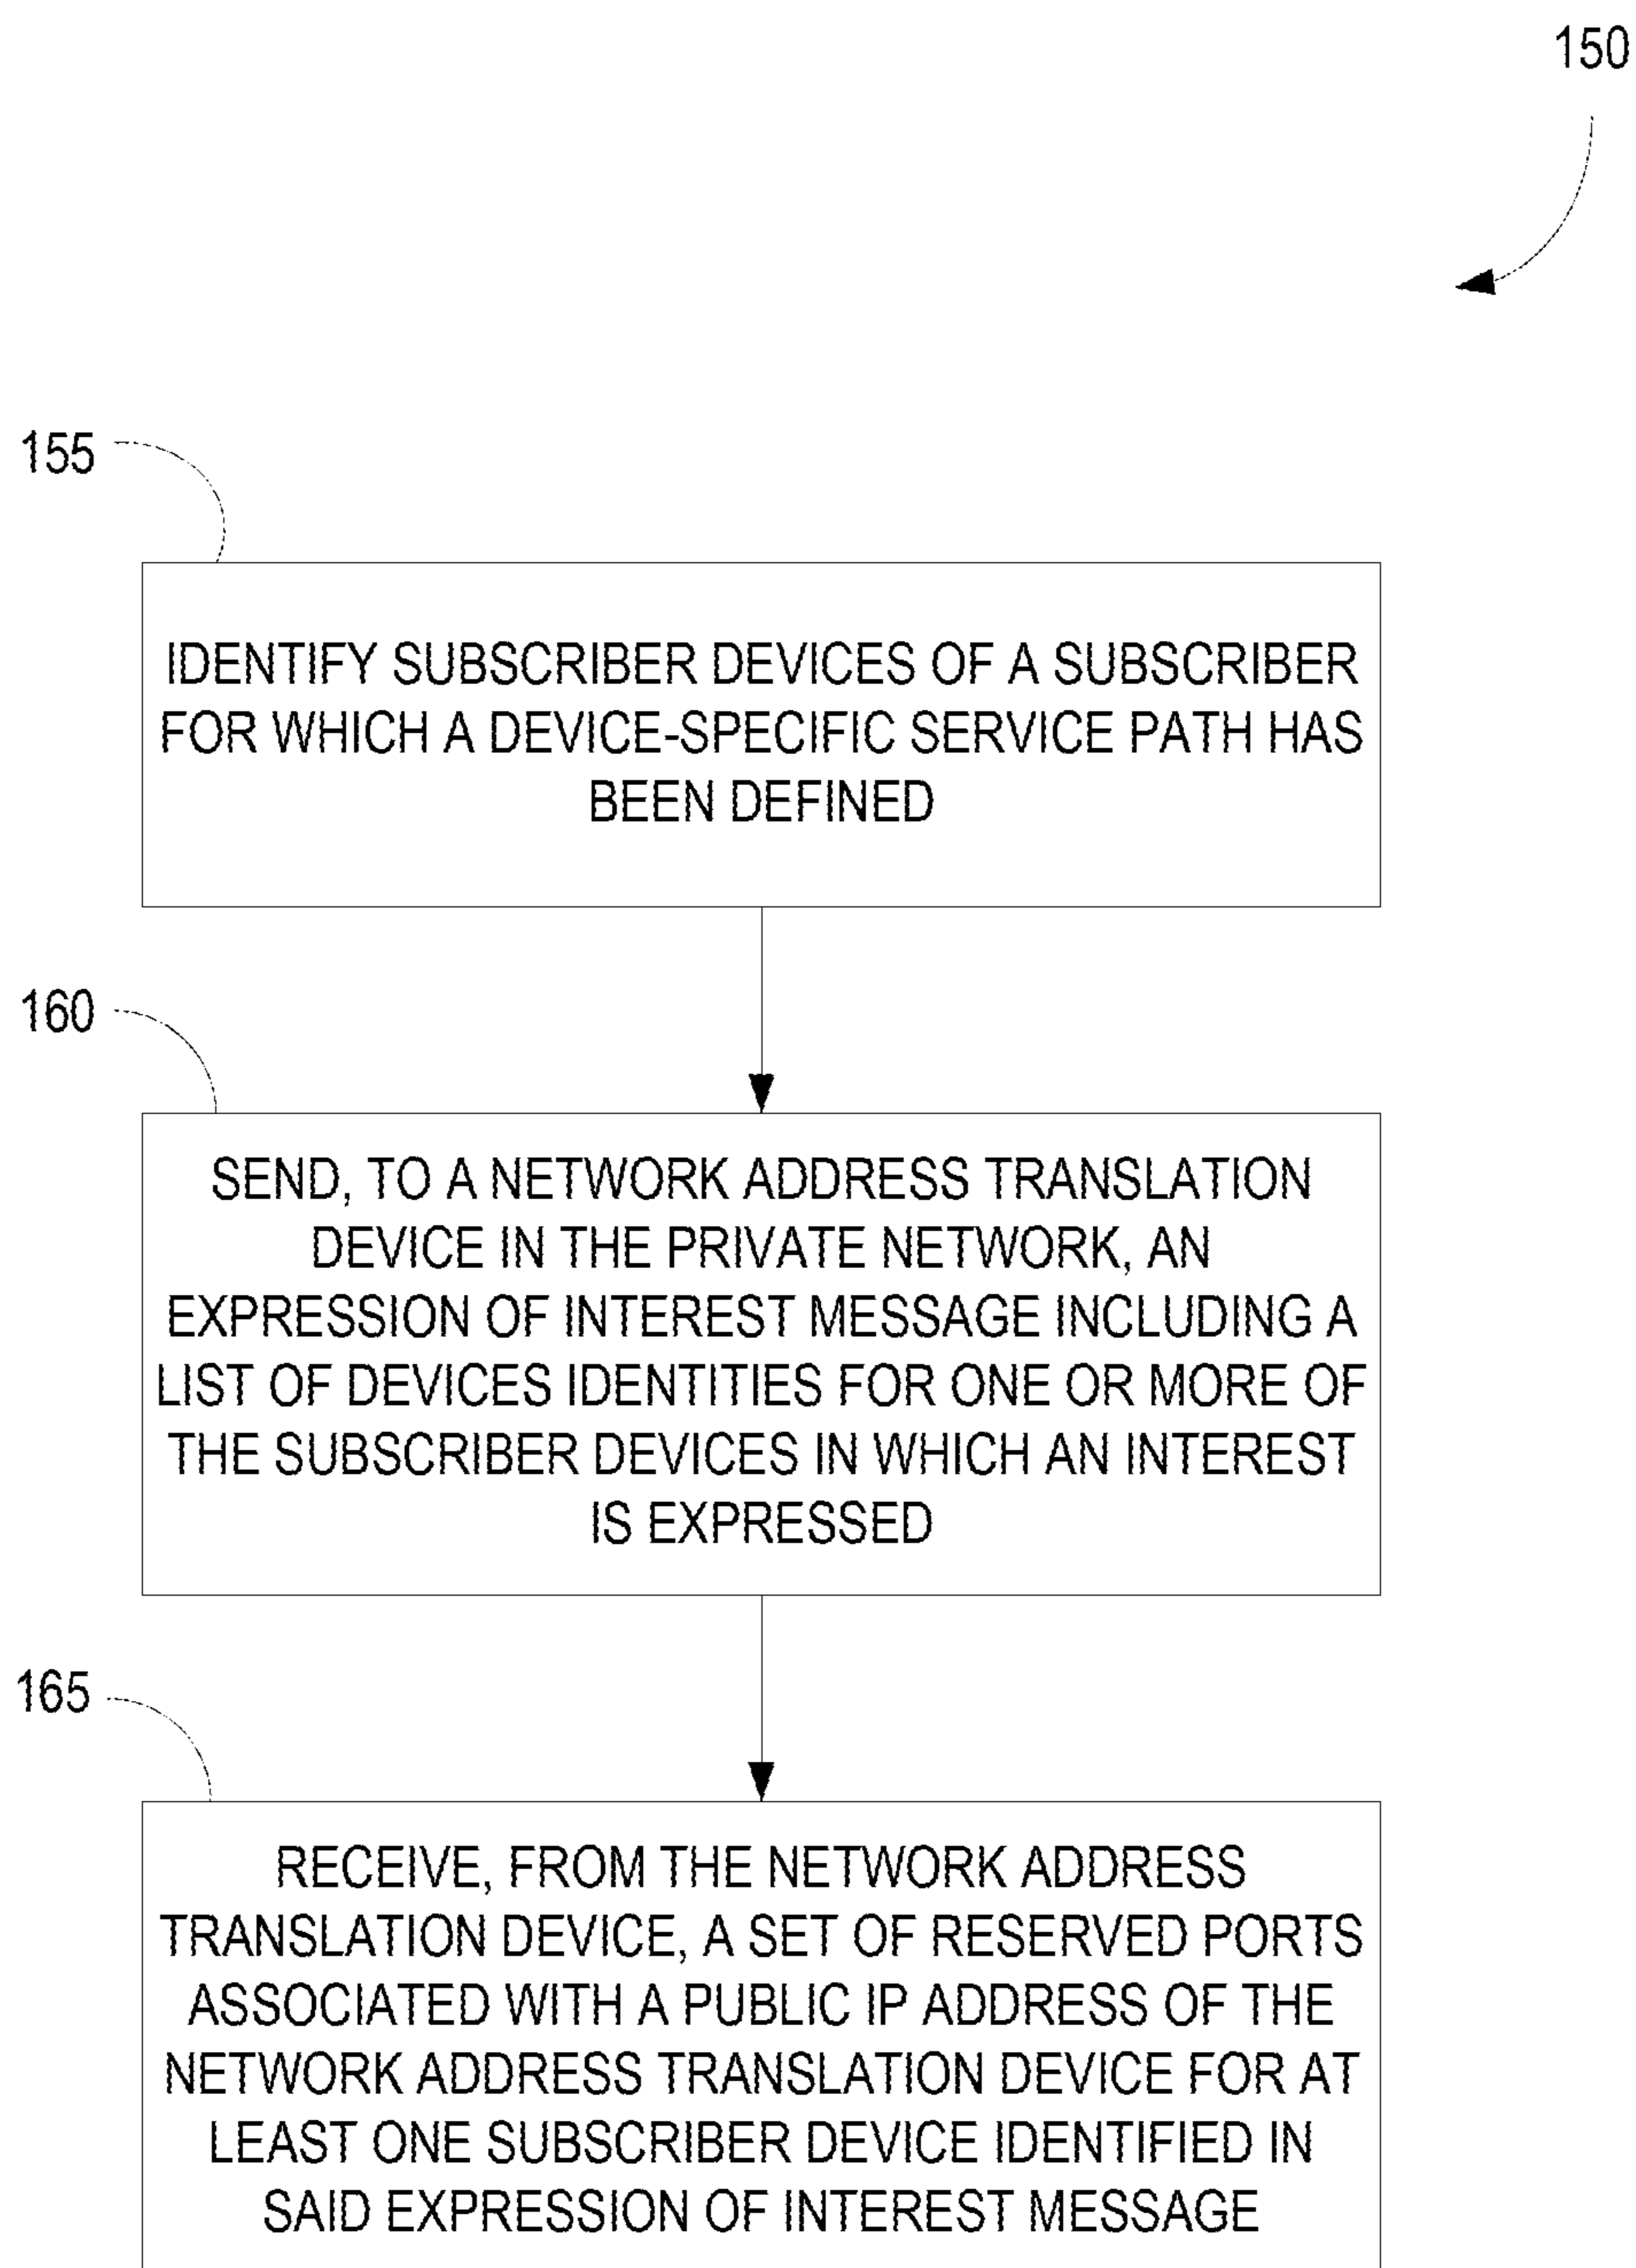 150
155
IDENTIFY SUBSCRIBER DEVICES OF A SUBSCRIBER
FOR WHICH A DEVICE-SPECIFIC SERVICE PATH HAS
BEEN DEFINED
160
SEND, TO A NETWORK ADDRESS TRANSLATION
DEVICE IN THE PRIVATE NETWORK, AN
EXPRESSION OF INTEREST MESSAGE INCLUDING A
LIST OF DEVICES IDENTITIES FOR ONE OR MORE OF
THE SUBSCRIBER DEVICES IN WHICH AN INTEREST
IS EXPRESSED
165
RECEIVE, FROM THE NETWORK ADDRESS
TRANSLATION DEVICE, A SET OF RESERVED PORTS
ASSOCIATED WITH A PUBLIC IP ADDRESS OF THE
NETWORK ADDRESS TRANSLATION DEVICE FOR AT
LEAST ONE SUBSCRIBER DEVICE IDENTIFIED IN
SAID EXPRESSION OF INTEREST MESSAGE